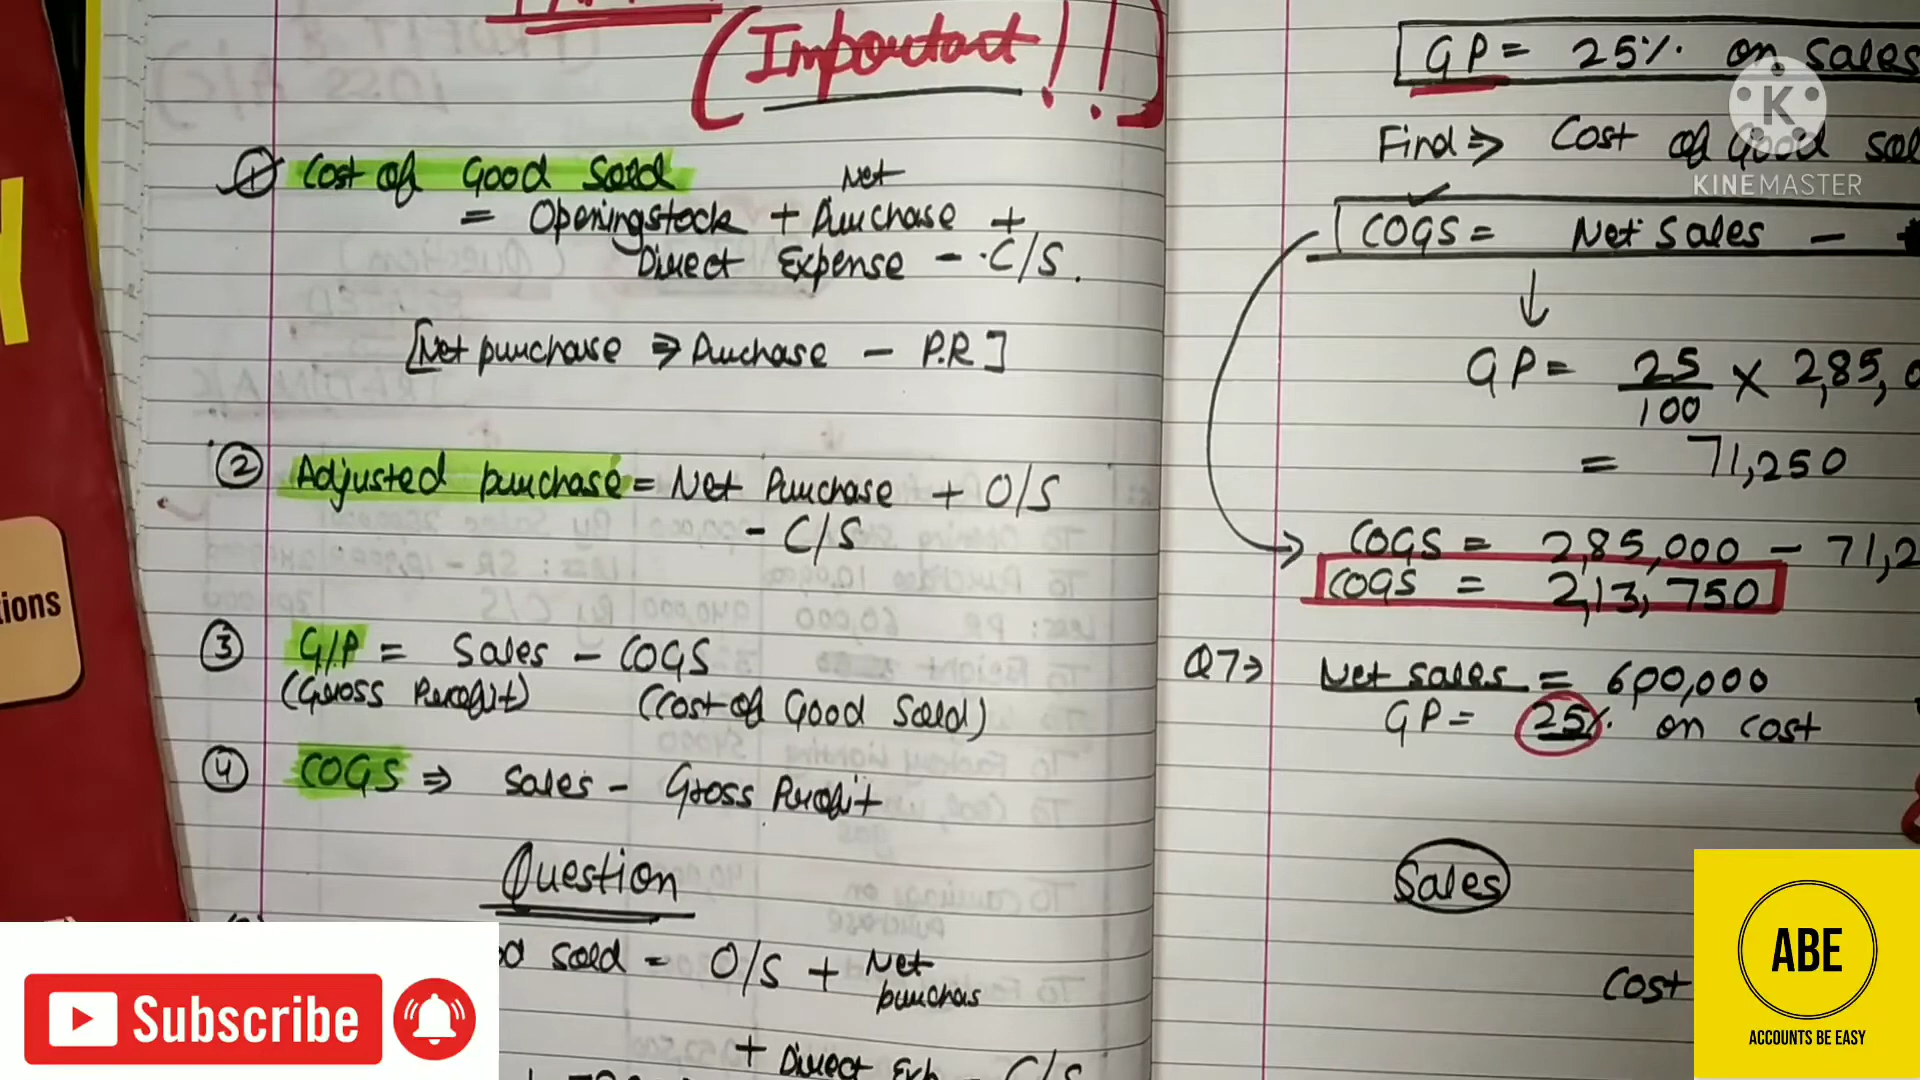 (Important!!)
① Cost of Good Sold
Net
= Opening stock + Purchase +
Direct Expense - C/S.
[Net purchase ⇒ Purchase - P.R]
② Adjusted purchase = Net Purchase + O/S
- C/S
③ G/P = Sales - COGS
(Gross Profit) (Cost of Good Sold)
④ COGS ⇒ Sales - Gross Profit
Question
sold = O/S + Net
purchas
+ Direct Exp - C/S
GP = 25% on Sales
Find ⇒ Cost of Good
COGS = Net Sales -
↓
GP = 25/100 × 2,85,
= 71,250
COGS = 2,85,000 - 71,2
COGS = 2,13,750
Q7⇒ Net sales = 600,000
GP = 25% on cost
Sales
Cost
ions
K
KINEMASTER
Subscribe
ABE
ACCOUNTS BE EASY